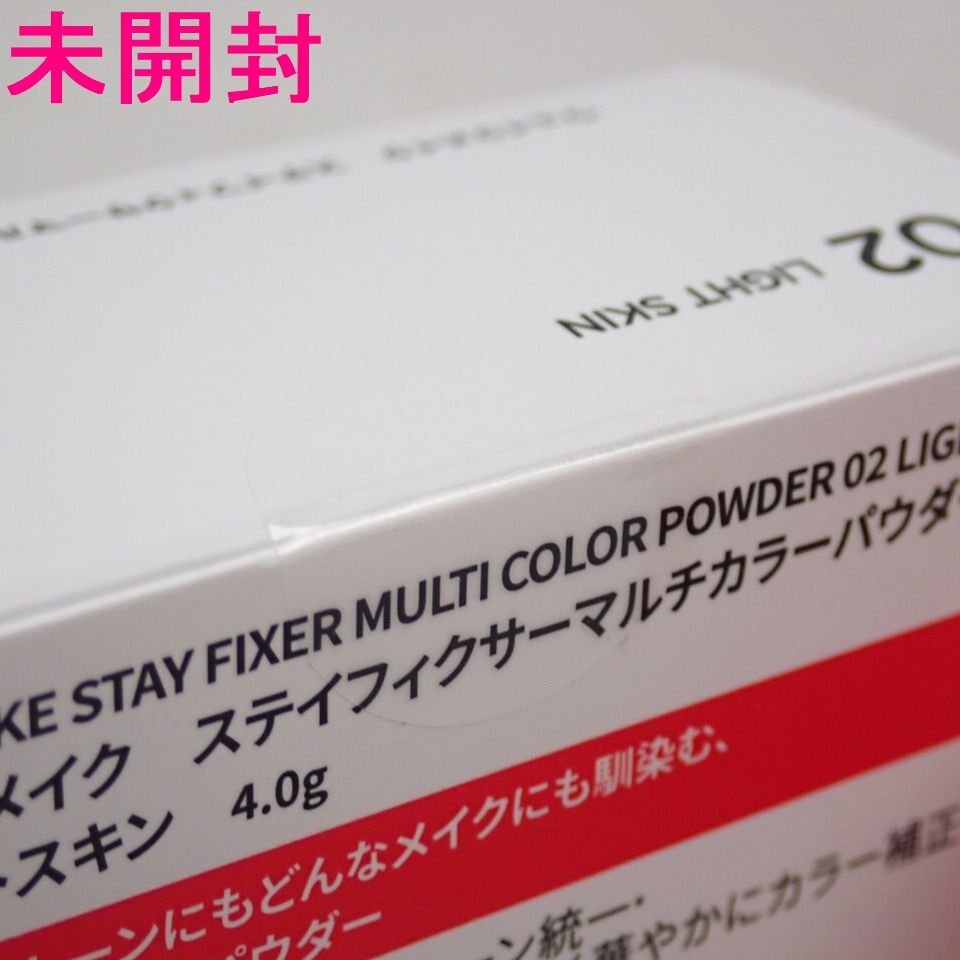 未開封
02 LIGHT SKIN
KE STAY FIXER MULTI COLOR POWDER 02 LIG
メイク ステイフィクサーマルチカラーパウダ
トスキン 4.0g
ーンにもどんなメイクにも馴染む、
パウダー
ン統一・
華やかにカラー補正